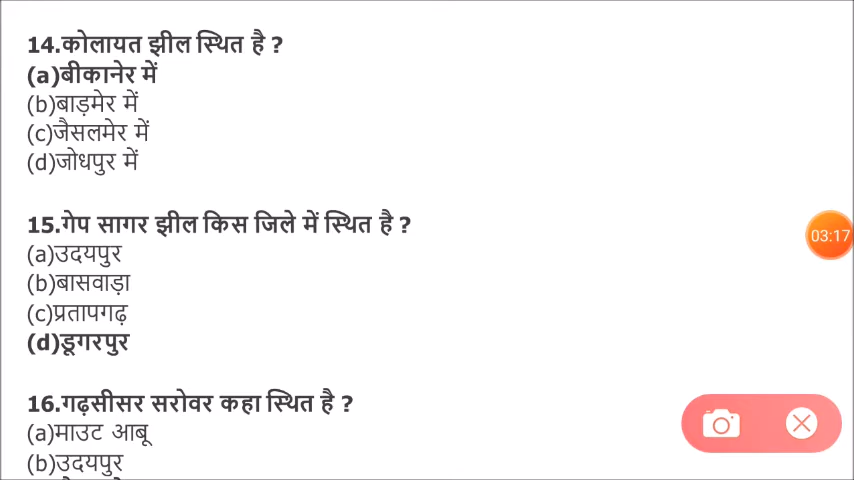 14.कोलायत झील स्थित है ?
(a)बीकानेर में
(b)बाड़मेर में
(c)जैसलमेर में
(d)जोधपुर में
15.गेप सागर झील किस जिले में स्थित है ?
(a)उदयपुर
(b)बासवाड़ा
(c)प्रतापगढ़
(d)डूगरपुर
03:17
16.गढ़सीसर सरोवर कहा स्थित है ?
(a)माउट आबू
(b)उदयपुर